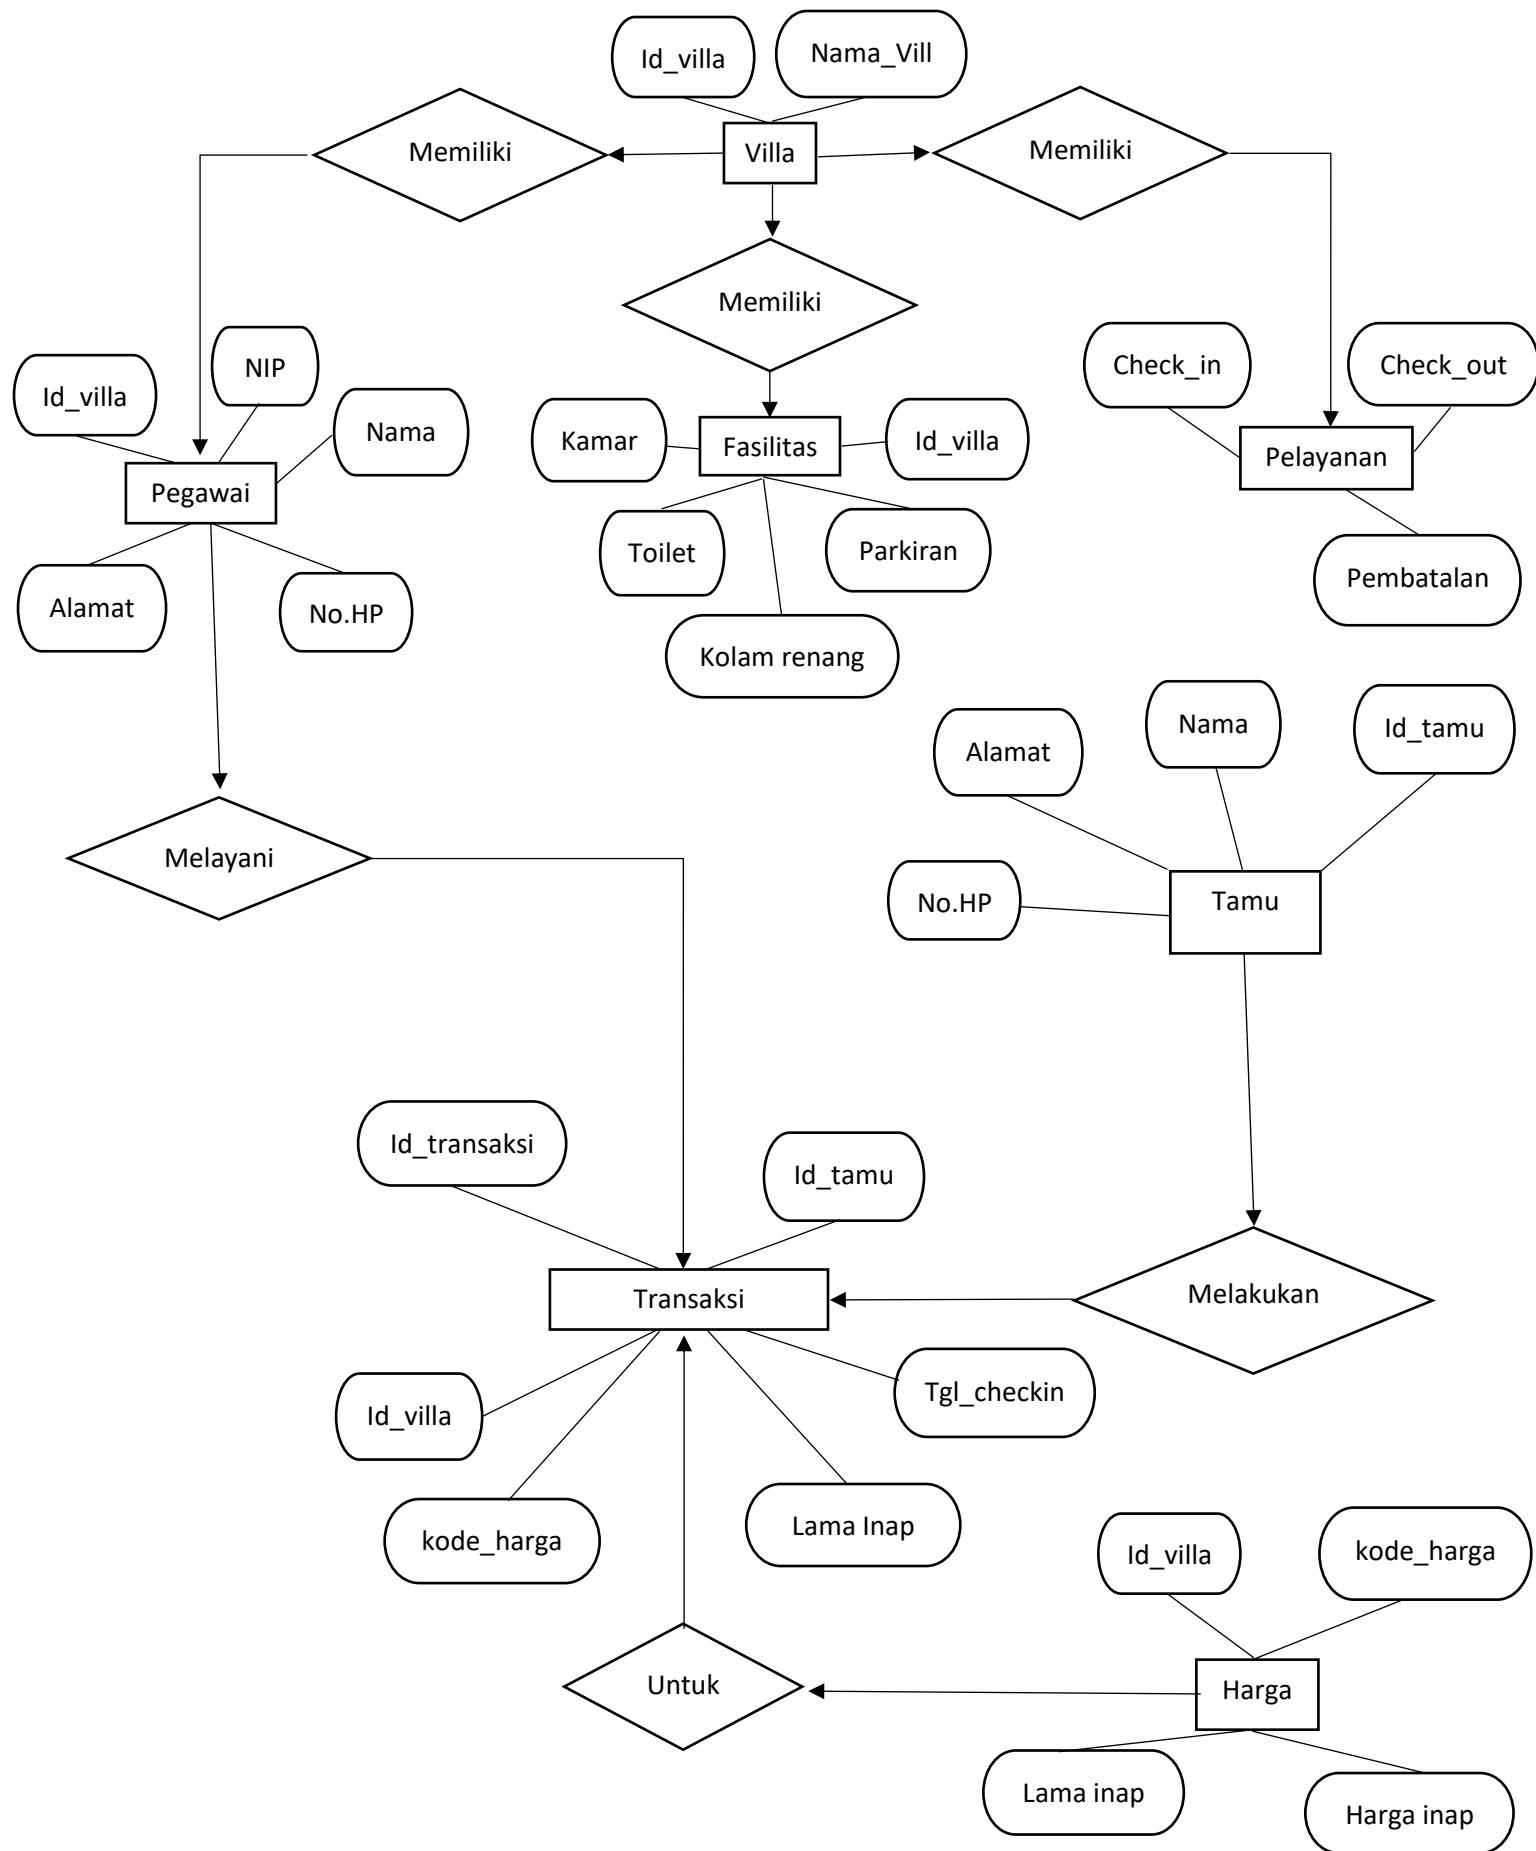 Id_villa
Nama_Vill
Memiliki
Villa
Memiliki
Memiliki
Id_villa
NIP
Nama
Pegawai
Alamat
No.HP
Kamar
Fasilitas
Id_villa
Toilet
Parkiran
Kolam renang
Check_in
Check_out
Pelayanan
Pembatalan
Alamat
Nama
Id_tamu
No.HP
Tamu
Melayani
Id_transaksi
Id_tamu
Transaksi
Melakukan
Id_villa
Tgl_checkin
kode_harga
Lama Inap
Id_villa
kode_harga
Untuk
Harga
Lama inap
Harga inap